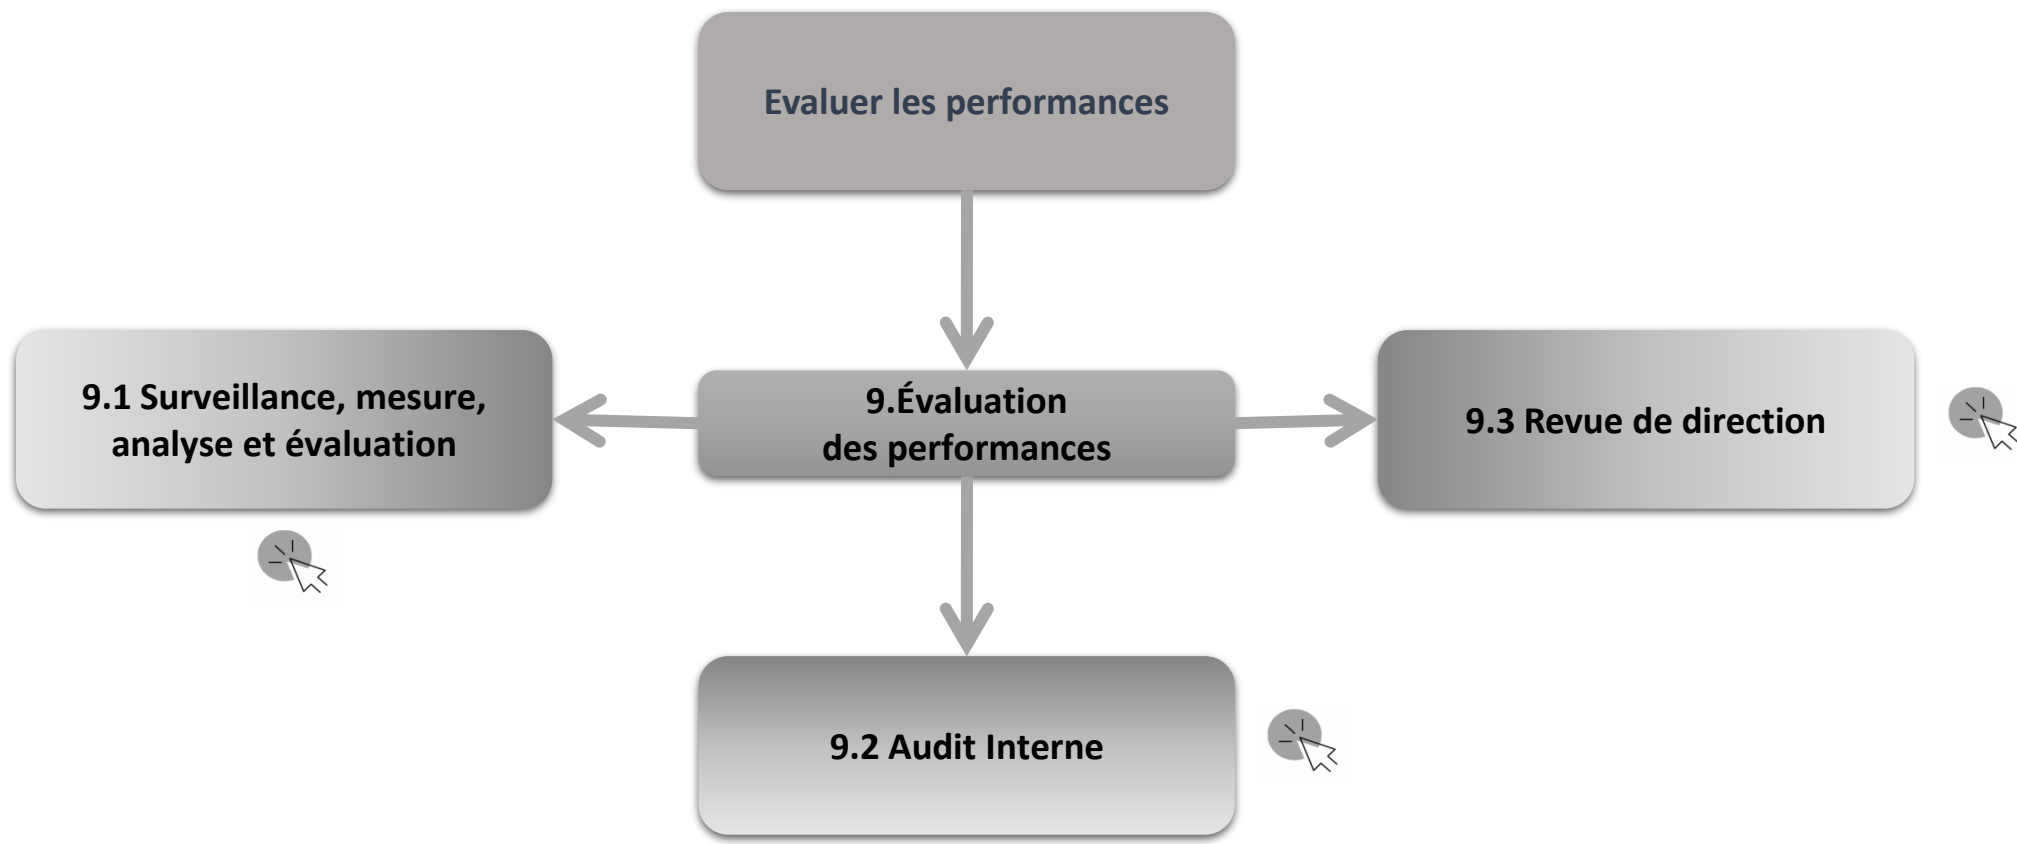 Evaluer les performances
9.1 Surveillance, mesure,
analyse et évaluation
9.Évaluation
des performances
9.3 Revue de direction
9.2 Audit Interne